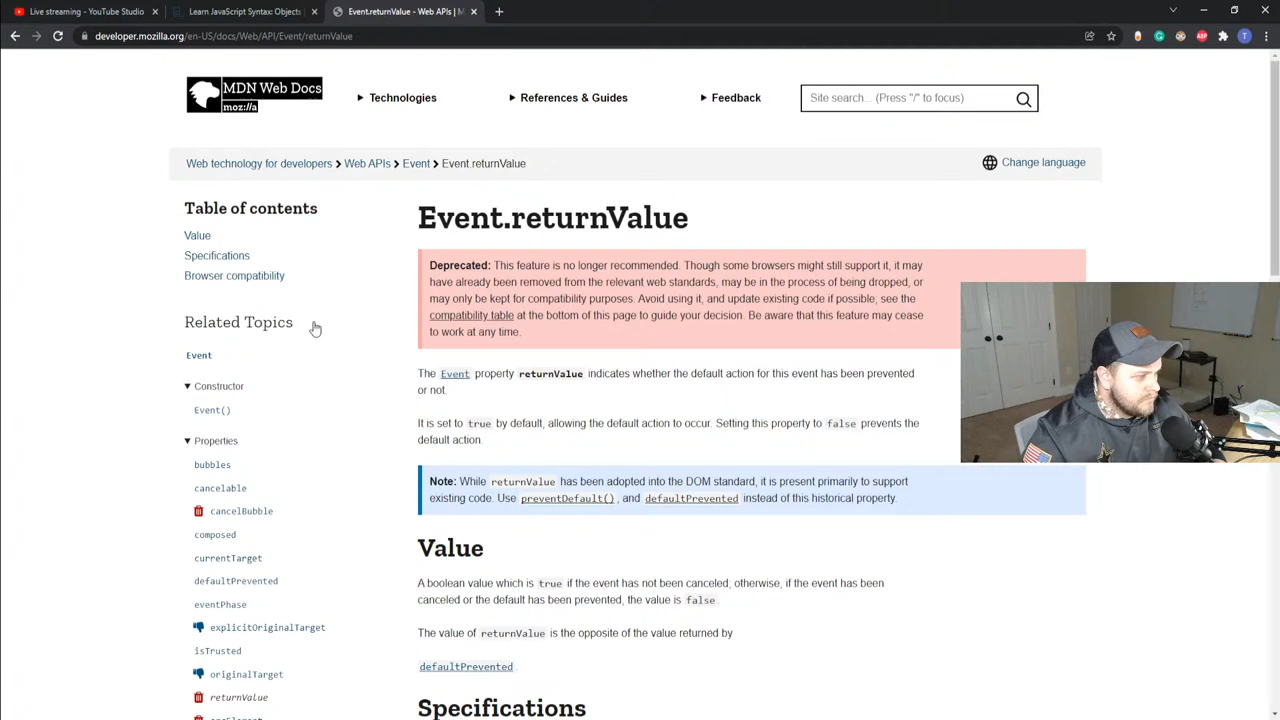 Live streaming - YouTube Studio
Learn JavaScript Syntax: Objects
Event.returnValue - Event APIs | M
developer.mozilla.org/en-US/docs/Web/API/Event/returnValue
ABP
T
MDN Web Docs
moz://a
Technologies
References & Guides
Feedback
Site search... (Press "/" to focus)
Web technology for developers
Web APIs
Event
Event.returnValue
Change language
Table of contents
Value
Specifications
Browser compatibility
Related Topics
Event
Constructor
Event()
Properties
bubbles
cancelable
cancelBubble
composed
currentTarget
defaultPrevented
eventPhase
explicitOriginalTarget
isTrusted
originalTarget
returnValue
Event.returnValue
Deprecated: This feature is no longer recommended. Though some browsers might still support it, it may
have already been removed from the relevant web standards, may be in the process of being dropped, or
may only be kept for compatibility purposes. Avoid using it, and update existing code if possible; see the
compatibility table at the bottom of this page to guide your decision. Be aware that this feature may cease
to work at any time.
The Event property returnValue indicates whether the default action for this event has been prevented
or not.
It is set to true by default, allowing the default action to occur. Setting this property to false prevents the
default action.
Note: While returnValue has been adopted into the DOM standard, it is present primarily to support
existing code. Use preventDefault(), and defaultPrevented instead of this historical property.
Value
A boolean value which is true if the event has not been canceled; otherwise, if the event has been
canceled or the default has been prevented, the value is false.
The value of returnValue is the opposite of the value returned by
defaultPrevented.
Specifications